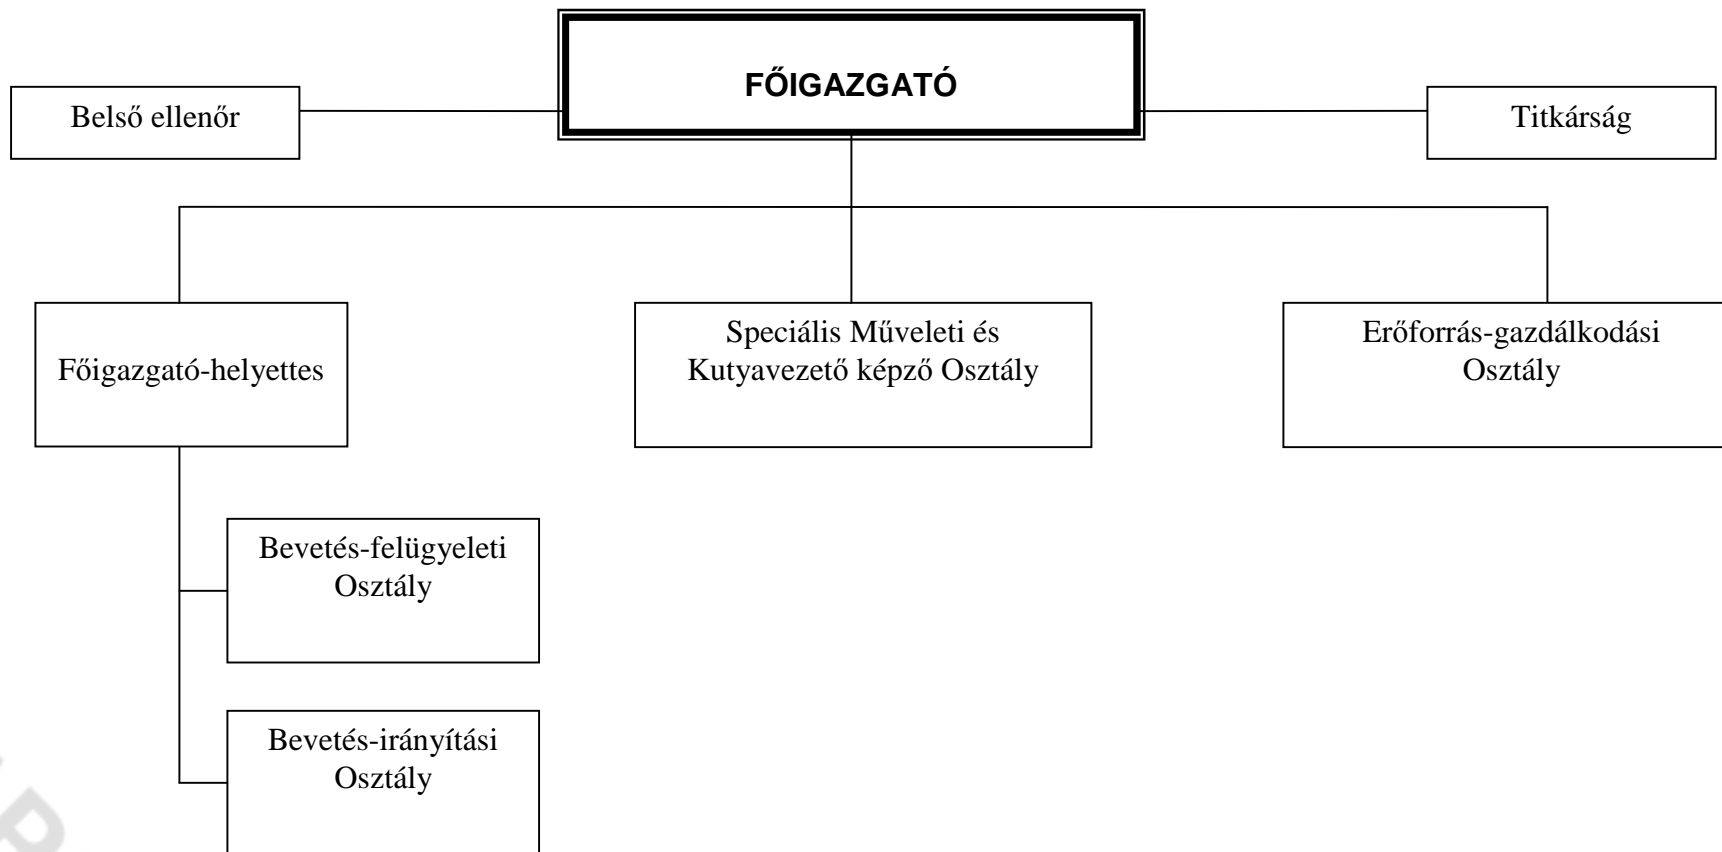 FŐIGAZGATÓ
Belső ellenőr
Titkárság
Főigazgató-helyettes
Speciális Műveleti és
Kutyavezető képző Osztály
Erőforrás-gazdálkodási
Osztály
Bevetés-felügyeleti
Osztály
Bevetés-irányítási
Osztály